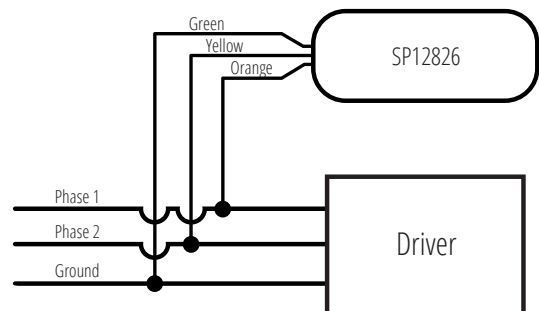 Green
Yellow
Orange
SP12826
Phase 1
Phase 2
Ground
Driver